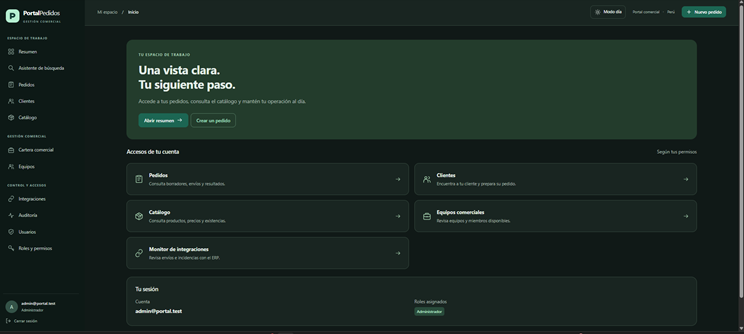 P
PortalPedidos
GESTIÓN COMERCIAL
ESPACIO DE TRABAJO
Resumen
Asistente de búsqueda
Pedidos
Clientes
Catálogo
GESTIÓN COMERCIAL
Cartera comercial
Equipos
CONTROL Y ACCESOS
Integraciones
Auditoría
Usuarios
Roles y permisos
A
admin@portal.test
Administrador
Cerrar sesión
Mi espacio / Inicio
Modo día
Portal comercial / Perú
+ Nuevo pedido
TU ESPACIO DE TRABAJO
Una vista clara.
Tu siguiente paso.
Accede a tus pedidos, consulta el catálogo y mantén tu operación al día.
Abrir resumen →
Crear un pedido
Accesos de tu cuenta
Según tus permisos
Pedidos
Consulta borradores, envíos y resultados.
Clientes
Encuentra a tu cliente y prepara su pedido.
Catálogo
Consulta productos, precios y existencias.
Equipos comerciales
Revisa equipos y miembros disponibles.
Monitor de integraciones
Revisa envíos e incidencias con el ERP.
Tu sesión
Cuenta
admin@portal.test
Roles asignados
Administrador